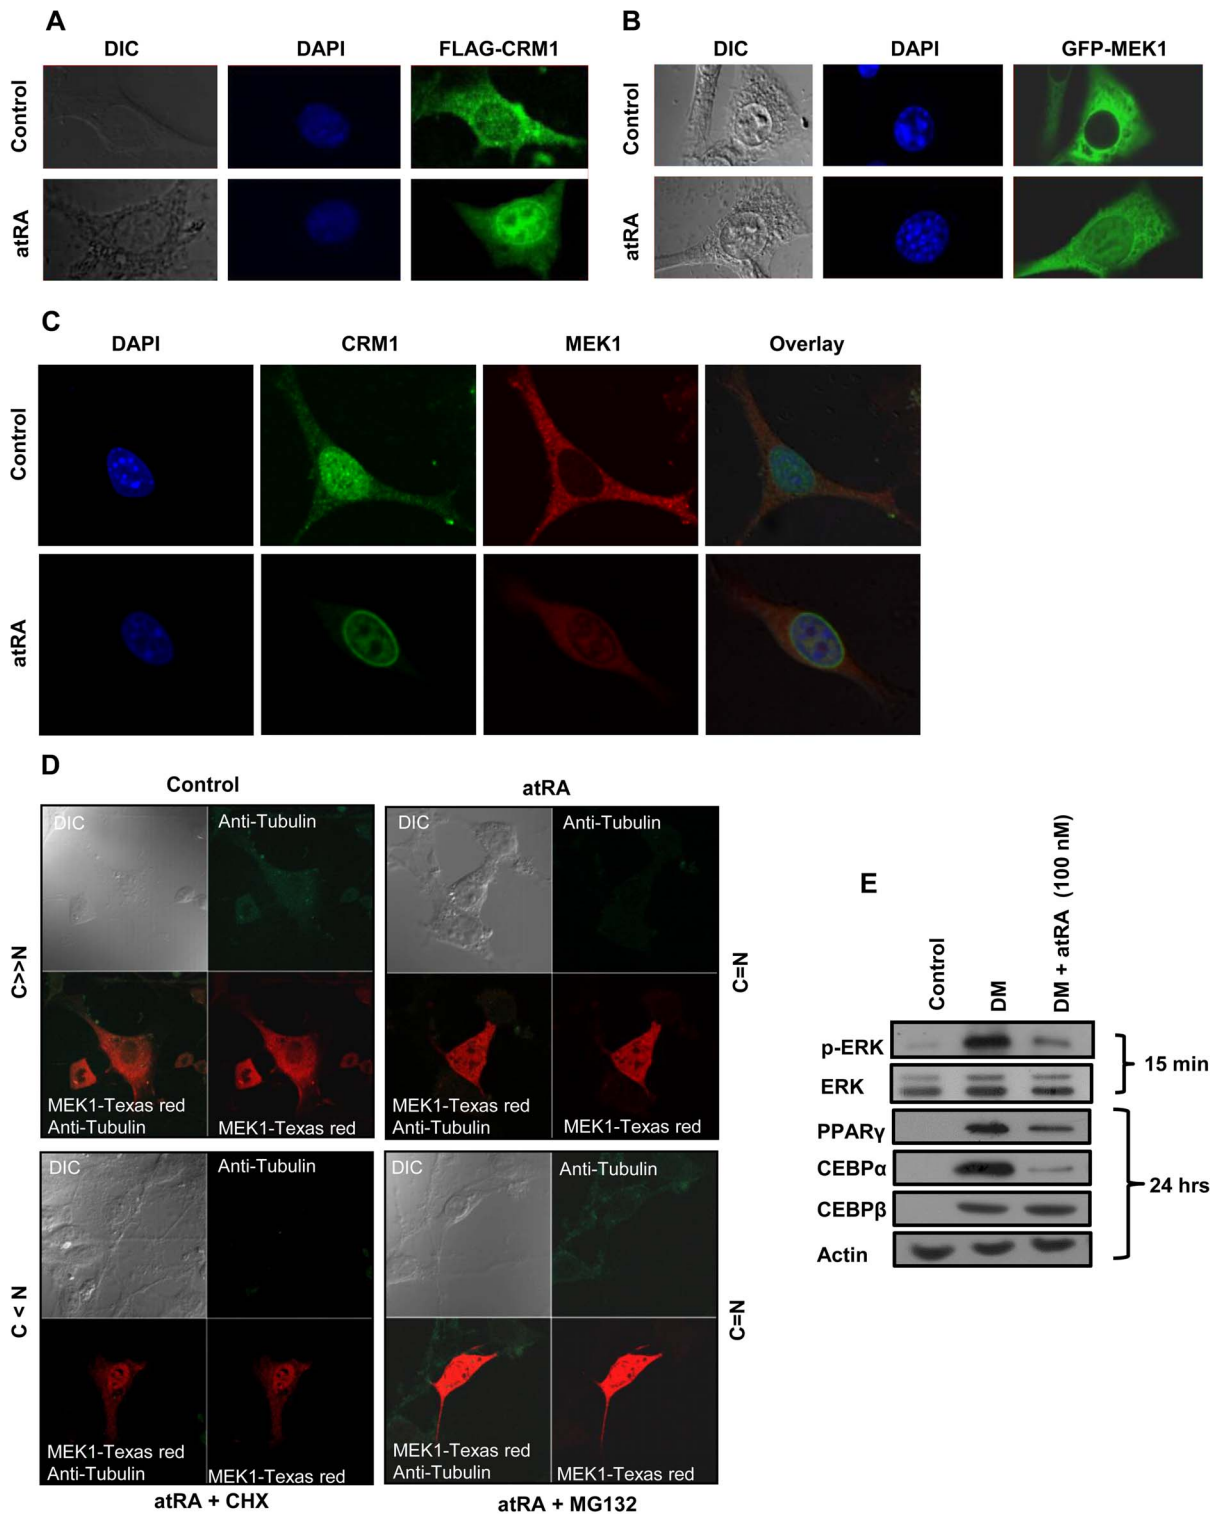 A
DIC DAPI FLAG-CRM1
Control
atRA
B
DIC DAPI GFP-MEK1
Control
atRA
C
DAPI CRM1 MEK1 Overlay
Control
atRA
D
Control
atRA
DIC
Anti-Tubulin
DIC
Anti-Tubulin
C>>N
C=N
MEK1-Texas red
Anti-Tubulin
MEK1-Texas red
MEK1-Texas red
Anti-Tubulin
MEK1-Texas red
DIC
Anti-Tubulin
DIC
Anti-Tubulin
C < N
C=N
MEK1-Texas red
Anti-Tubulin
MEK1-Texas red
MEK1-Texas red
Anti-Tubulin
MEK1-Texas red
atRA + CHX
atRA + MG132
E
Control
DM
DM + atRA (100 nM)
p-ERK
ERK
15 min
PPARγ
CEBPα
CEBPβ
Actin
24 hrs